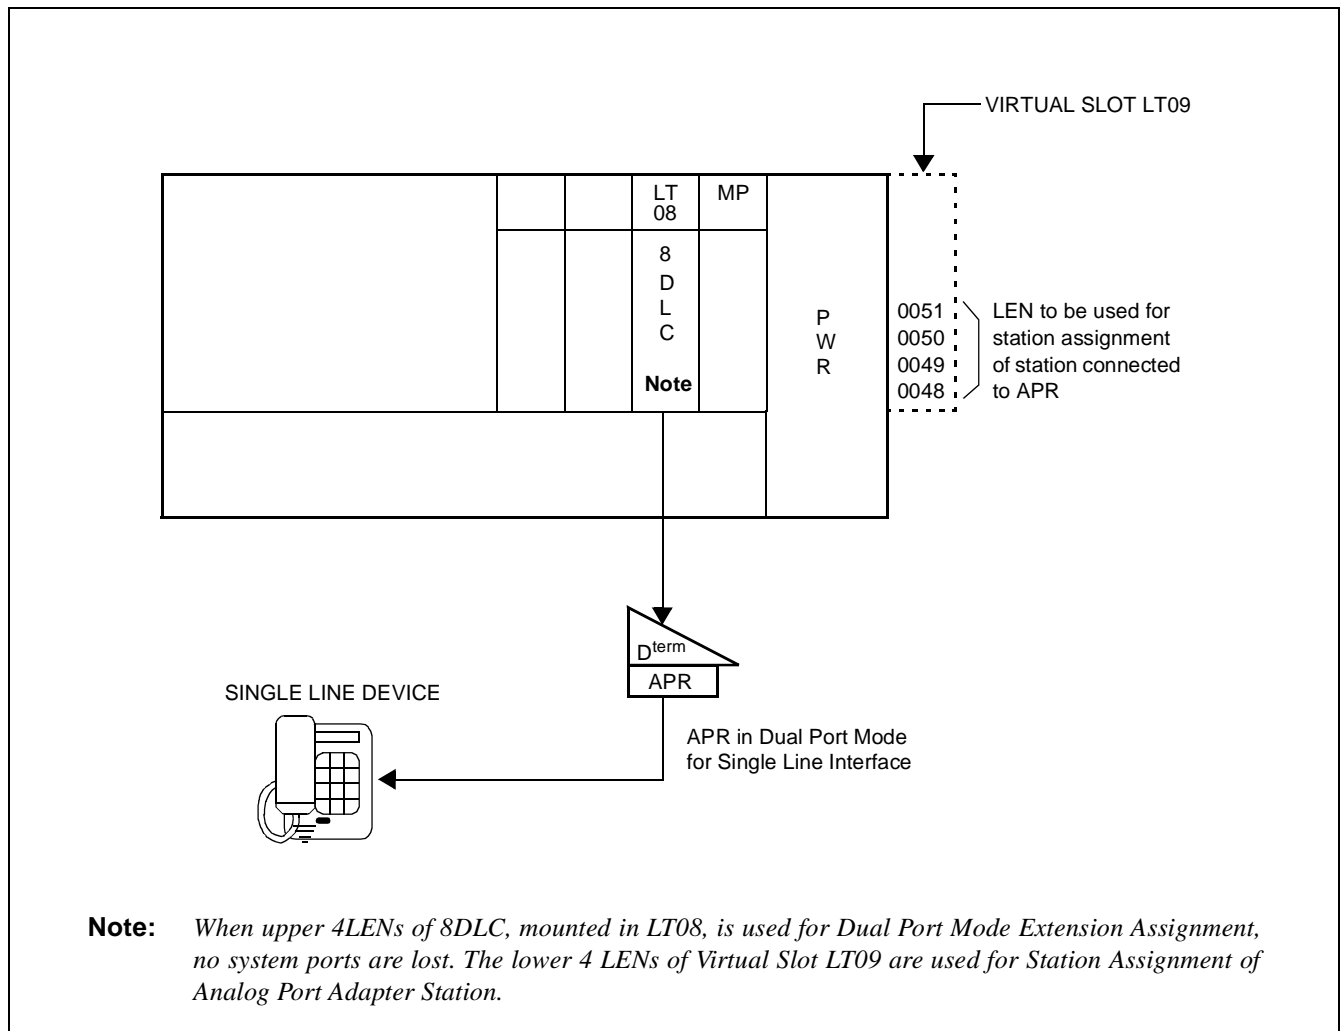 VIRTUAL SLOT LT09
LT
08
MP
8
D
L
C
Note
P
W
R
0051
0050
0049
0048
LEN to be used for
station assignment
of station connected
to APR
Dterm
APR
SINGLE LINE DEVICE
APR in Dual Port Mode
for Single Line Interface
Note: When upper 4LENs of 8DLC, mounted in LT08, is used for Dual Port Mode Extension Assignment,
no system ports are lost. The lower 4 LENs of Virtual Slot LT09 are used for Station Assignment of
Analog Port Adapter Station.